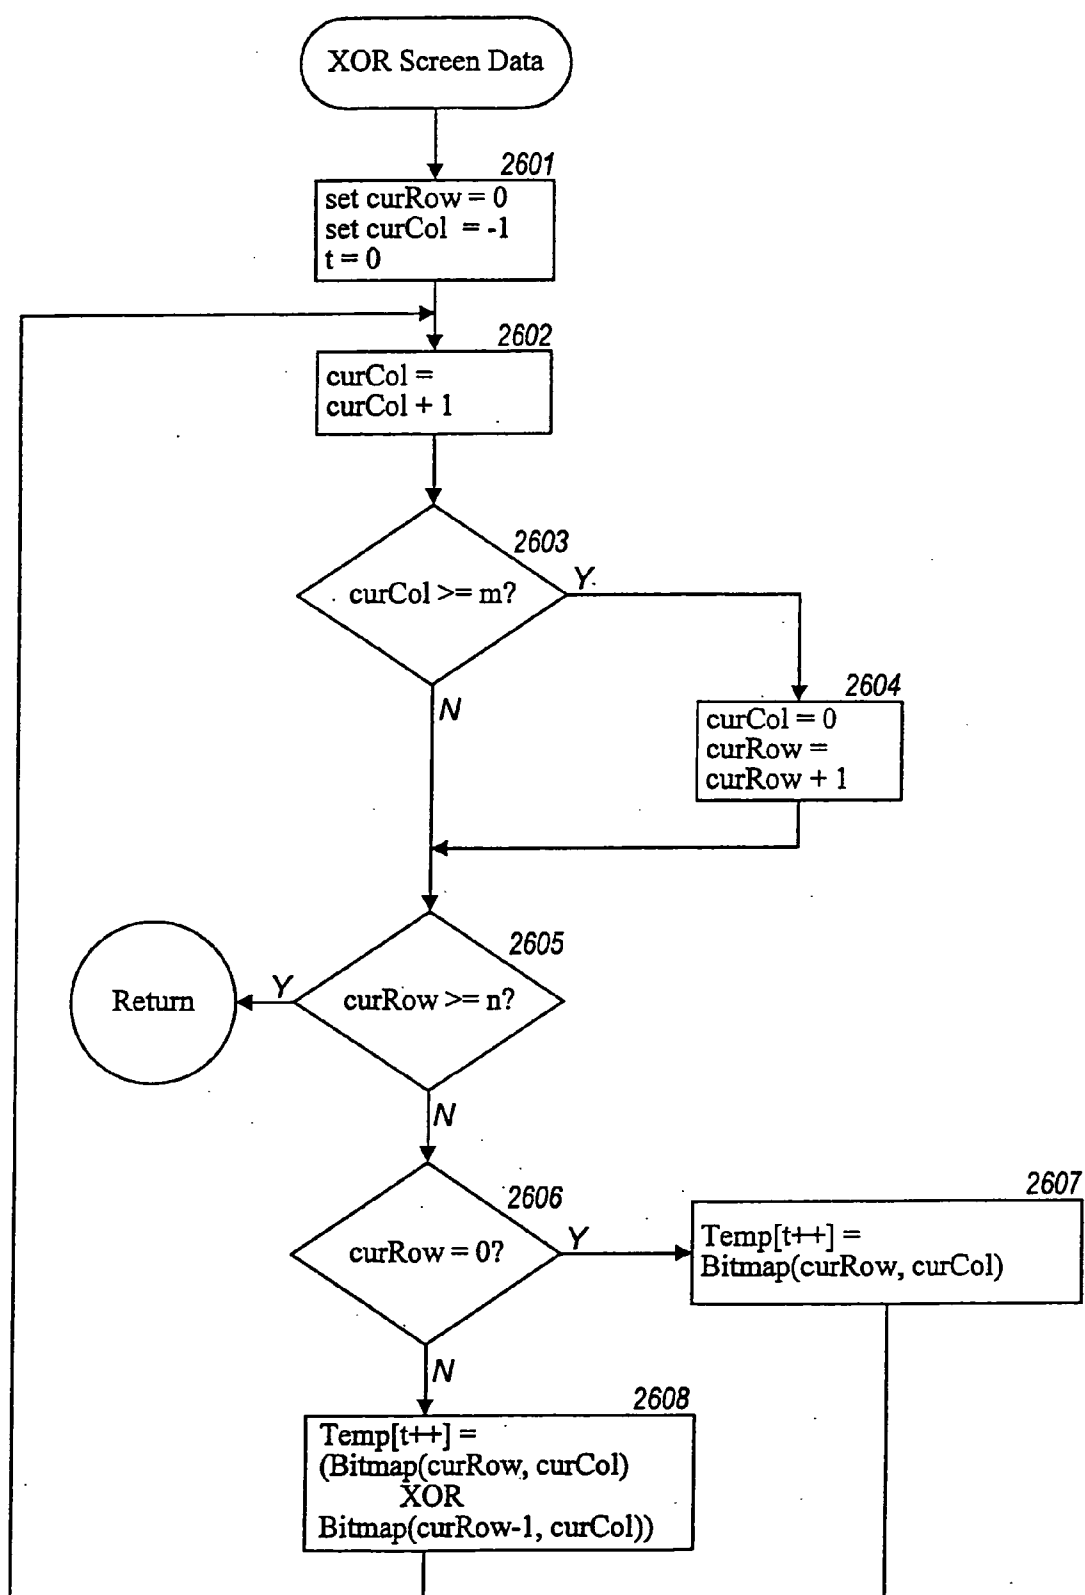 XOR Screen Data
2601
set curRow = 0
set curCol = -1
t = 0
2602
curCol =
curCol + 1
2603
curCol >= m?
Y
N
2604
curCol = 0
curRow =
curRow + 1
2605
curRow >= n?
Y
Return
N
2606
curRow = 0?
Y
2607
Temp[t++] =
Bitmap(curRow, curCol)
N
2608
Temp[t++] =
(Bitmap(curRow, curCol)
XOR
Bitmap(curRow-1, curCol))